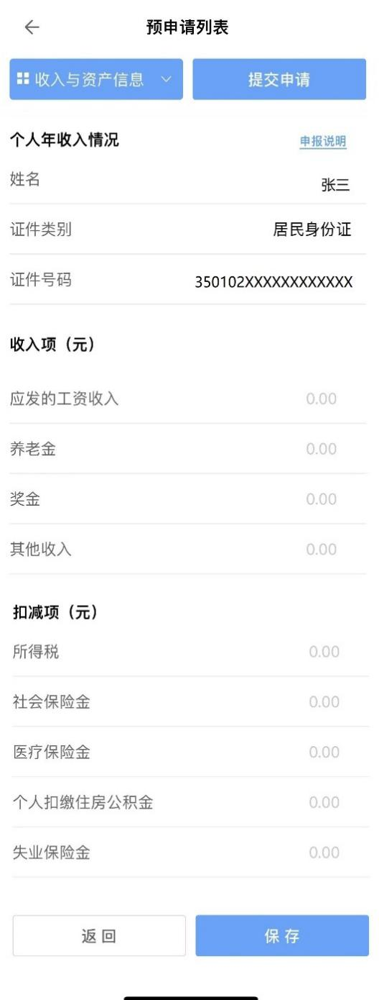 预申请列表
收入与资产信息 提交申请
个人年收入情况 申报说明
姓名 张三
证件类别 居民身份证
证件号码 350102XXXXXXXXXXXX
收入项（元）
应发的工资收入 0.00
养老金 0.00
奖金 0.00
其他收入 0.00
扣减项（元）
所得税 0.00
社会保险金 0.00
医疗保险金 0.00
个人扣缴住房公积金 0.00
失业保险金 0.00
返回 保存